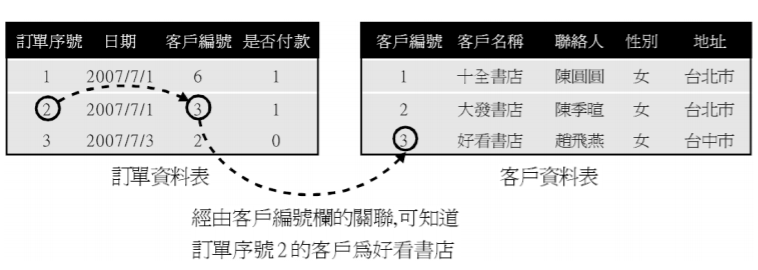 訂單序號 日期 客戶編號 是否付款
1 2007/7/1 6 1
2 2007/7/1 3 1
3 2007/7/3 2 0
訂單資料表
客戶編號 客戶名稱 聯絡人 性別 地址
1 十全書店 陳圓圓 女 台北市
2 大發書店 陳季暄 女 台北市
3 好看書店 趙飛燕 女 台中市
客戶資料表
經由客戶編號欄的關聯,可知道
訂單序號2的客戶為好看書店